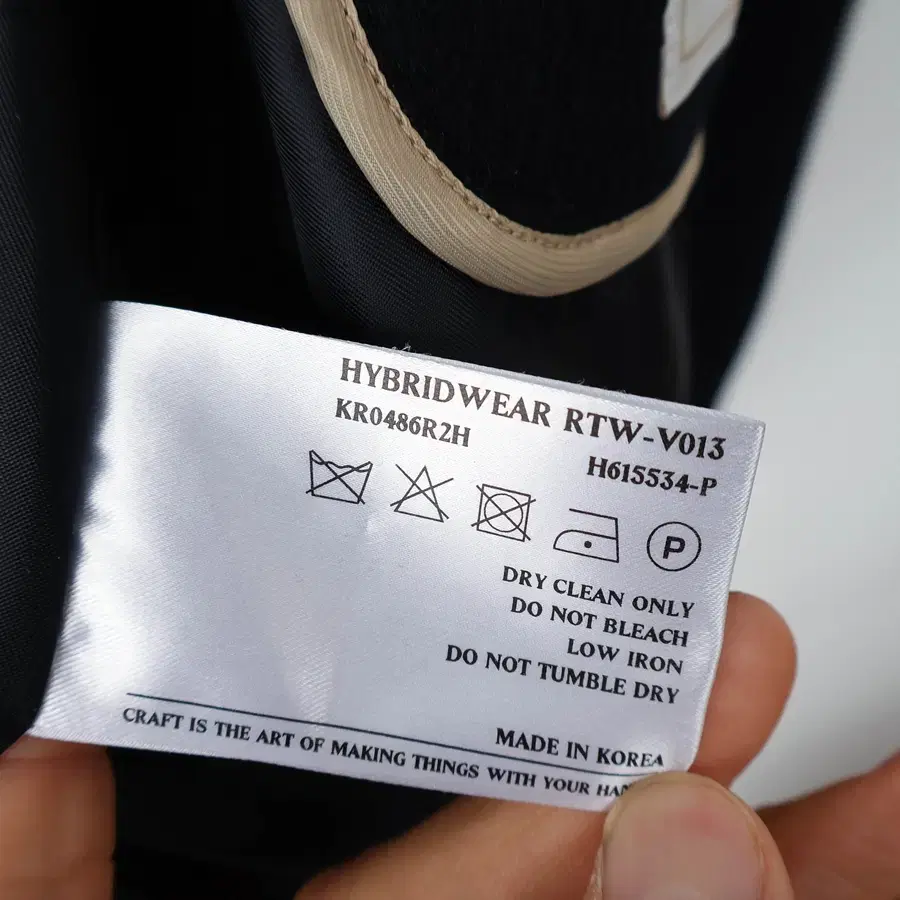 HYBRIDWEAR RTW-V013
KR0486R2H
H615534-P
P
DRY CLEAN ONLY
DO NOT BLEACH
LOW IRON
DO NOT TUMBLE DRY
MADE IN KOREA
CRAFT IS THE ART OF MAKING THINGS WITH YOUR